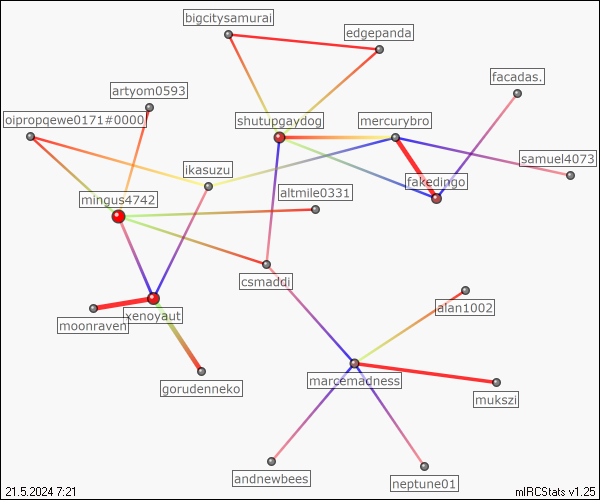 bigcitysamurai
edgepanda
facadas.
artyom0593
oipropqewe0171#0000
shutupgaydog
mercurybro
samuel4073
ikasuzu
fakedingo
altmile0331
mingus4742
csmaddi
xenoyaut
alan1002
moonraven
marcemadness
gorudenneko
mukszi
andnewbees
neptune01
21.5.2024 7:21
mIRCStats v1.25